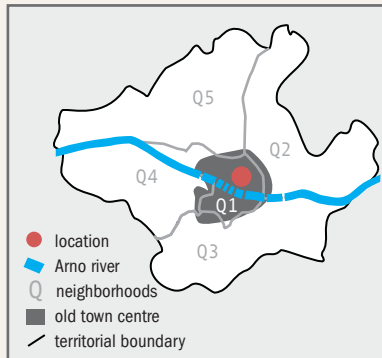 Q5
Q2
Q4
Q1
Q3
location
Arno river
Q neighborhoods
old town centre
territorial boundary